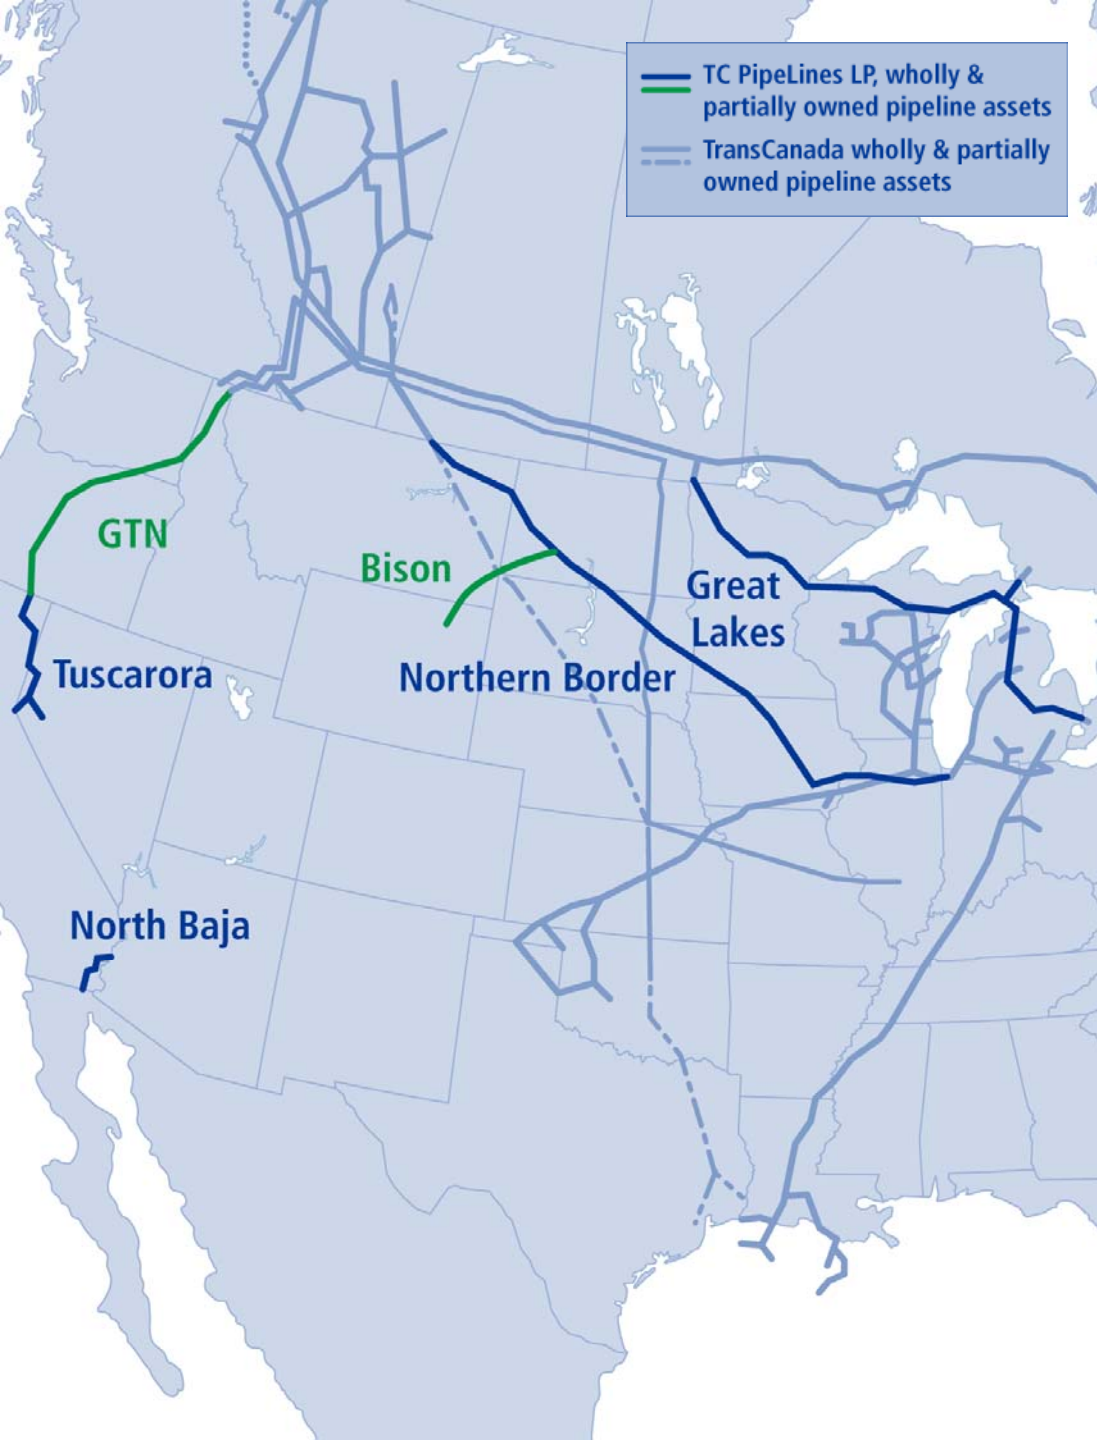 TC PipeLines LP, wholly &
partially owned pipeline assets
TransCanada wholly & partially
owned pipeline assets
GTN
Bison
Great
Lakes
Tuscarora
Northern Border
North Baja